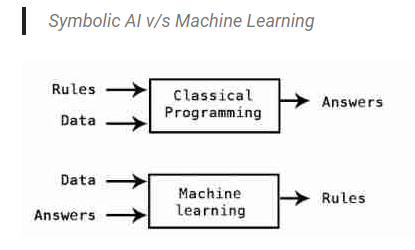 Symbolic AI v/s Machine Learning
Rules
Data
Classical
Programming
Answers
Data
Answers
Machine
learning
Rules